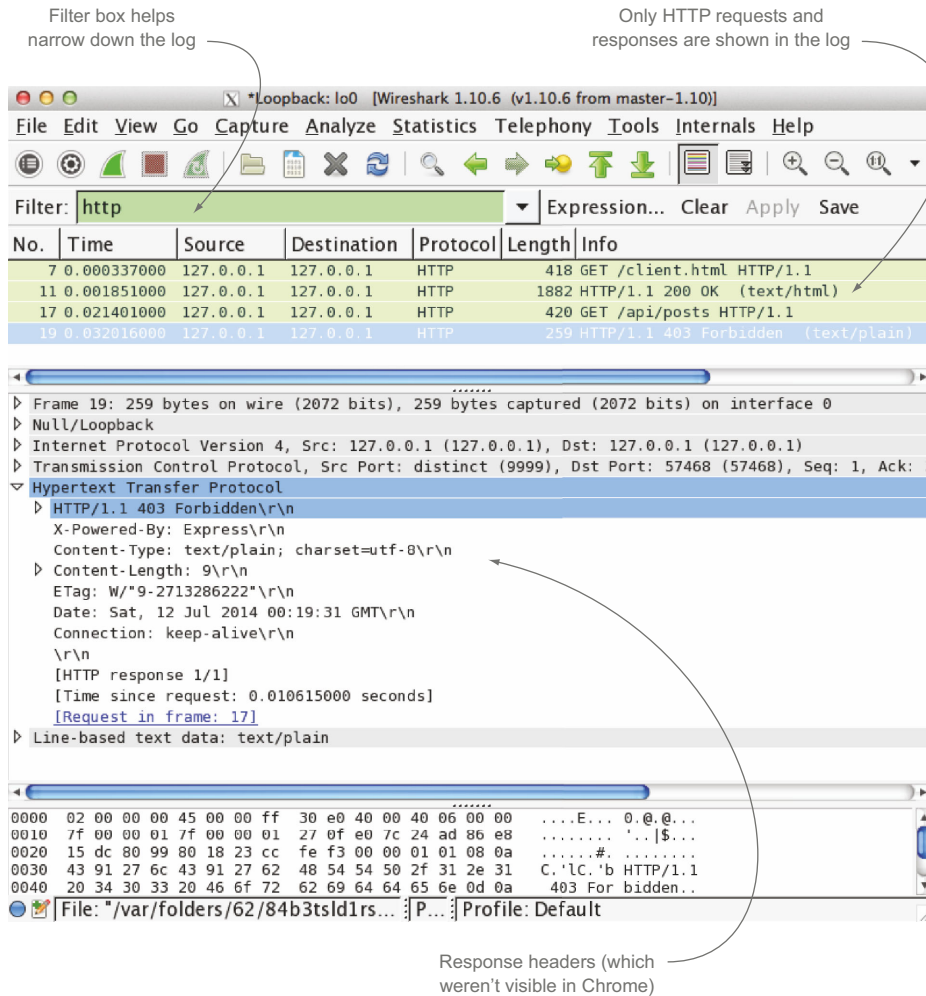 Filter box helps
narrow down the log
Only HTTP requests and
responses are shown in the log
X *Loopback: lo0 [Wireshark 1.10.6 (v1.10.6 from master-1.10)]
File Edit View Go Capture Analyze Statistics Telephony Tools Internals Help
Filter: http Expression... Clear Apply Save
No. Time Source Destination Protocol Length Info
7 0.000337000 127.0.0.1 127.0.0.1 HTTP 418 GET /client.html HTTP/1.1
11 0.001851000 127.0.0.1 127.0.0.1 HTTP 1882 HTTP/1.1 200 OK (text/html)
17 0.021401000 127.0.0.1 127.0.0.1 HTTP 420 GET /api/posts HTTP/1.1
19 0.032016000 127.0.0.1 127.0.0.1 HTTP 259 HTTP/1.1 403 Forbidden (text/plain)
Frame 19: 259 bytes on wire (2072 bits), 259 bytes captured (2072 bits) on interface 0
Null/Loopback
Internet Protocol Version 4, Src: 127.0.0.1 (127.0.0.1), Dst: 127.0.0.1 (127.0.0.1)
Transmission Control Protocol, Src Port: distinct (9999), Dst Port: 57468 (57468), Seq: 1, Ack:
Hypertext Transfer Protocol
HTTP/1.1 403 Forbidden\r\n
X-Powered-By: Express\r\n
Content-Type: text/plain; charset=utf-8\r\n
Content-Length: 9\r\n
ETag: W/"9-2713286222"\r\n
Date: Sat, 12 Jul 2014 00:19:31 GMT\r\n
Connection: keep-alive\r\n
\r\n
[HTTP response 1/1]
[Time since request: 0.010615000 seconds]
[Request in frame: 17]
Line-based text data: text/plain
0000 02 00 00 00 45 00 00 ff 30 e0 40 00 40 06 00 00 ....E... 0.@.@...
0010 7f 00 00 01 7f 00 00 01 27 0f e0 7c 24 ad 86 e8 ........ '..|$...
0020 15 dc 80 99 80 18 23 cc fe f3 00 00 01 01 08 0a ......#. ........
0030 43 91 27 6c 43 91 27 62 48 54 54 50 2f 31 2e 31 C.'lC.'b HTTP/1.1
0040 20 34 30 33 20 46 6f 72 62 69 64 64 65 6e 0d 0a 403 For bidden..
File: "/var/folders/62/84b3tsld1rs... P... Profile: Default
Response headers (which
weren't visible in Chrome)